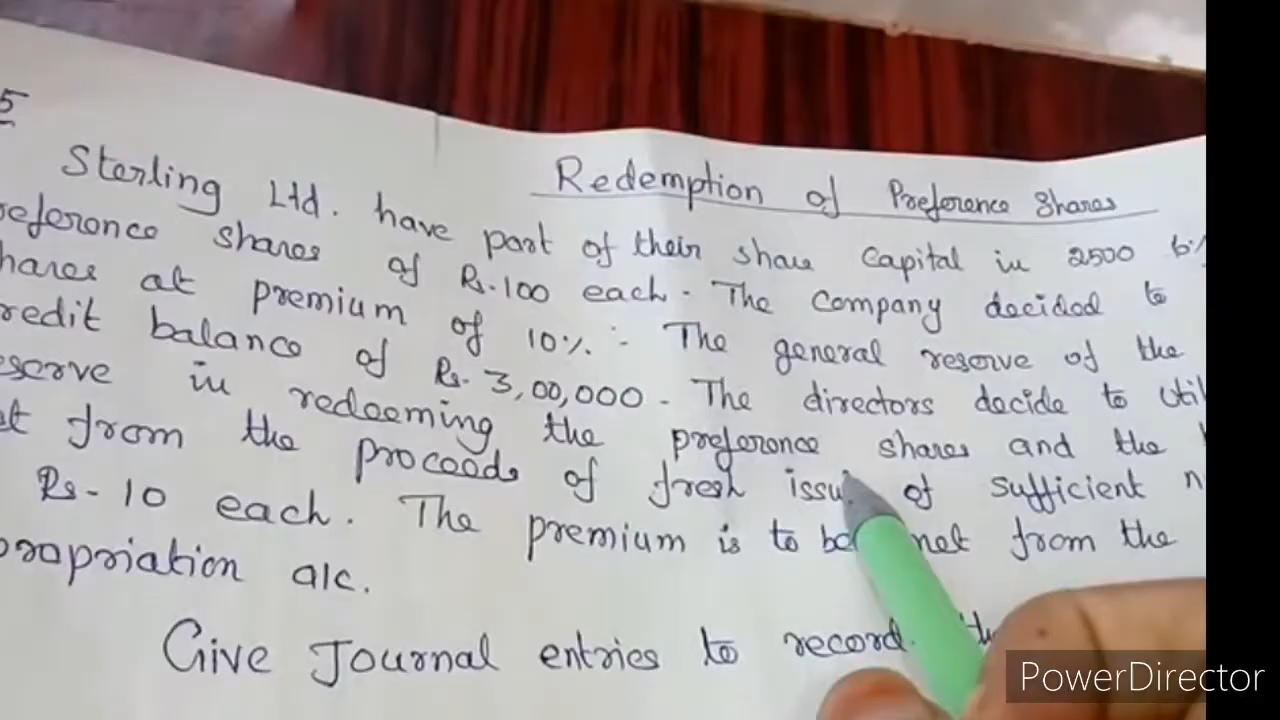 5
Redemption of Preference Shares
Sterling Ltd. have part of their share capital in 2500 6%
reference shares of Rs.100 each. The company decided to
hares at premium of 10%. The general reserve of the
redit balance of Rs. 3,00,000. The directors decide to util
serve in redeeming the preference shares and the
et from the proceeds of fresh issue of sufficient n
Rs-10 each. The premium is to be met from the
propriation a/c.
Give Journal entries to record
PowerDirector